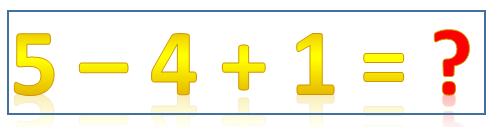 5 – 4 + 1 = ?